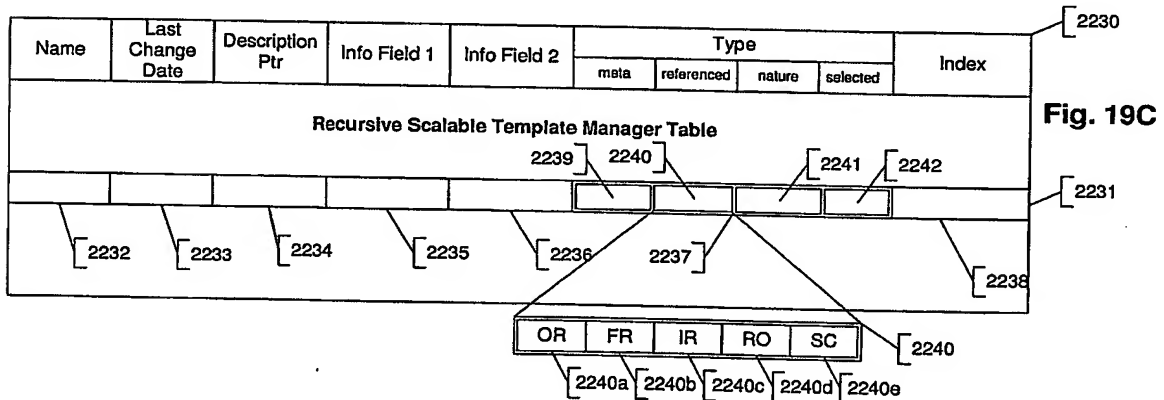 2230
Name
Last
Change
Date
Description
Ptr
Info Field 1
Info Field 2
Type
meta
referenced
nature
selected
Index
Fig. 19C
Recursive Scalable Template Manager Table
2239
2240
2241
2242
2231
2232
2233
2234
2235
2236
2237
2238
OR
FR
IR
RO
SC
2240
2240a
2240b
2240c
2240d
2240e